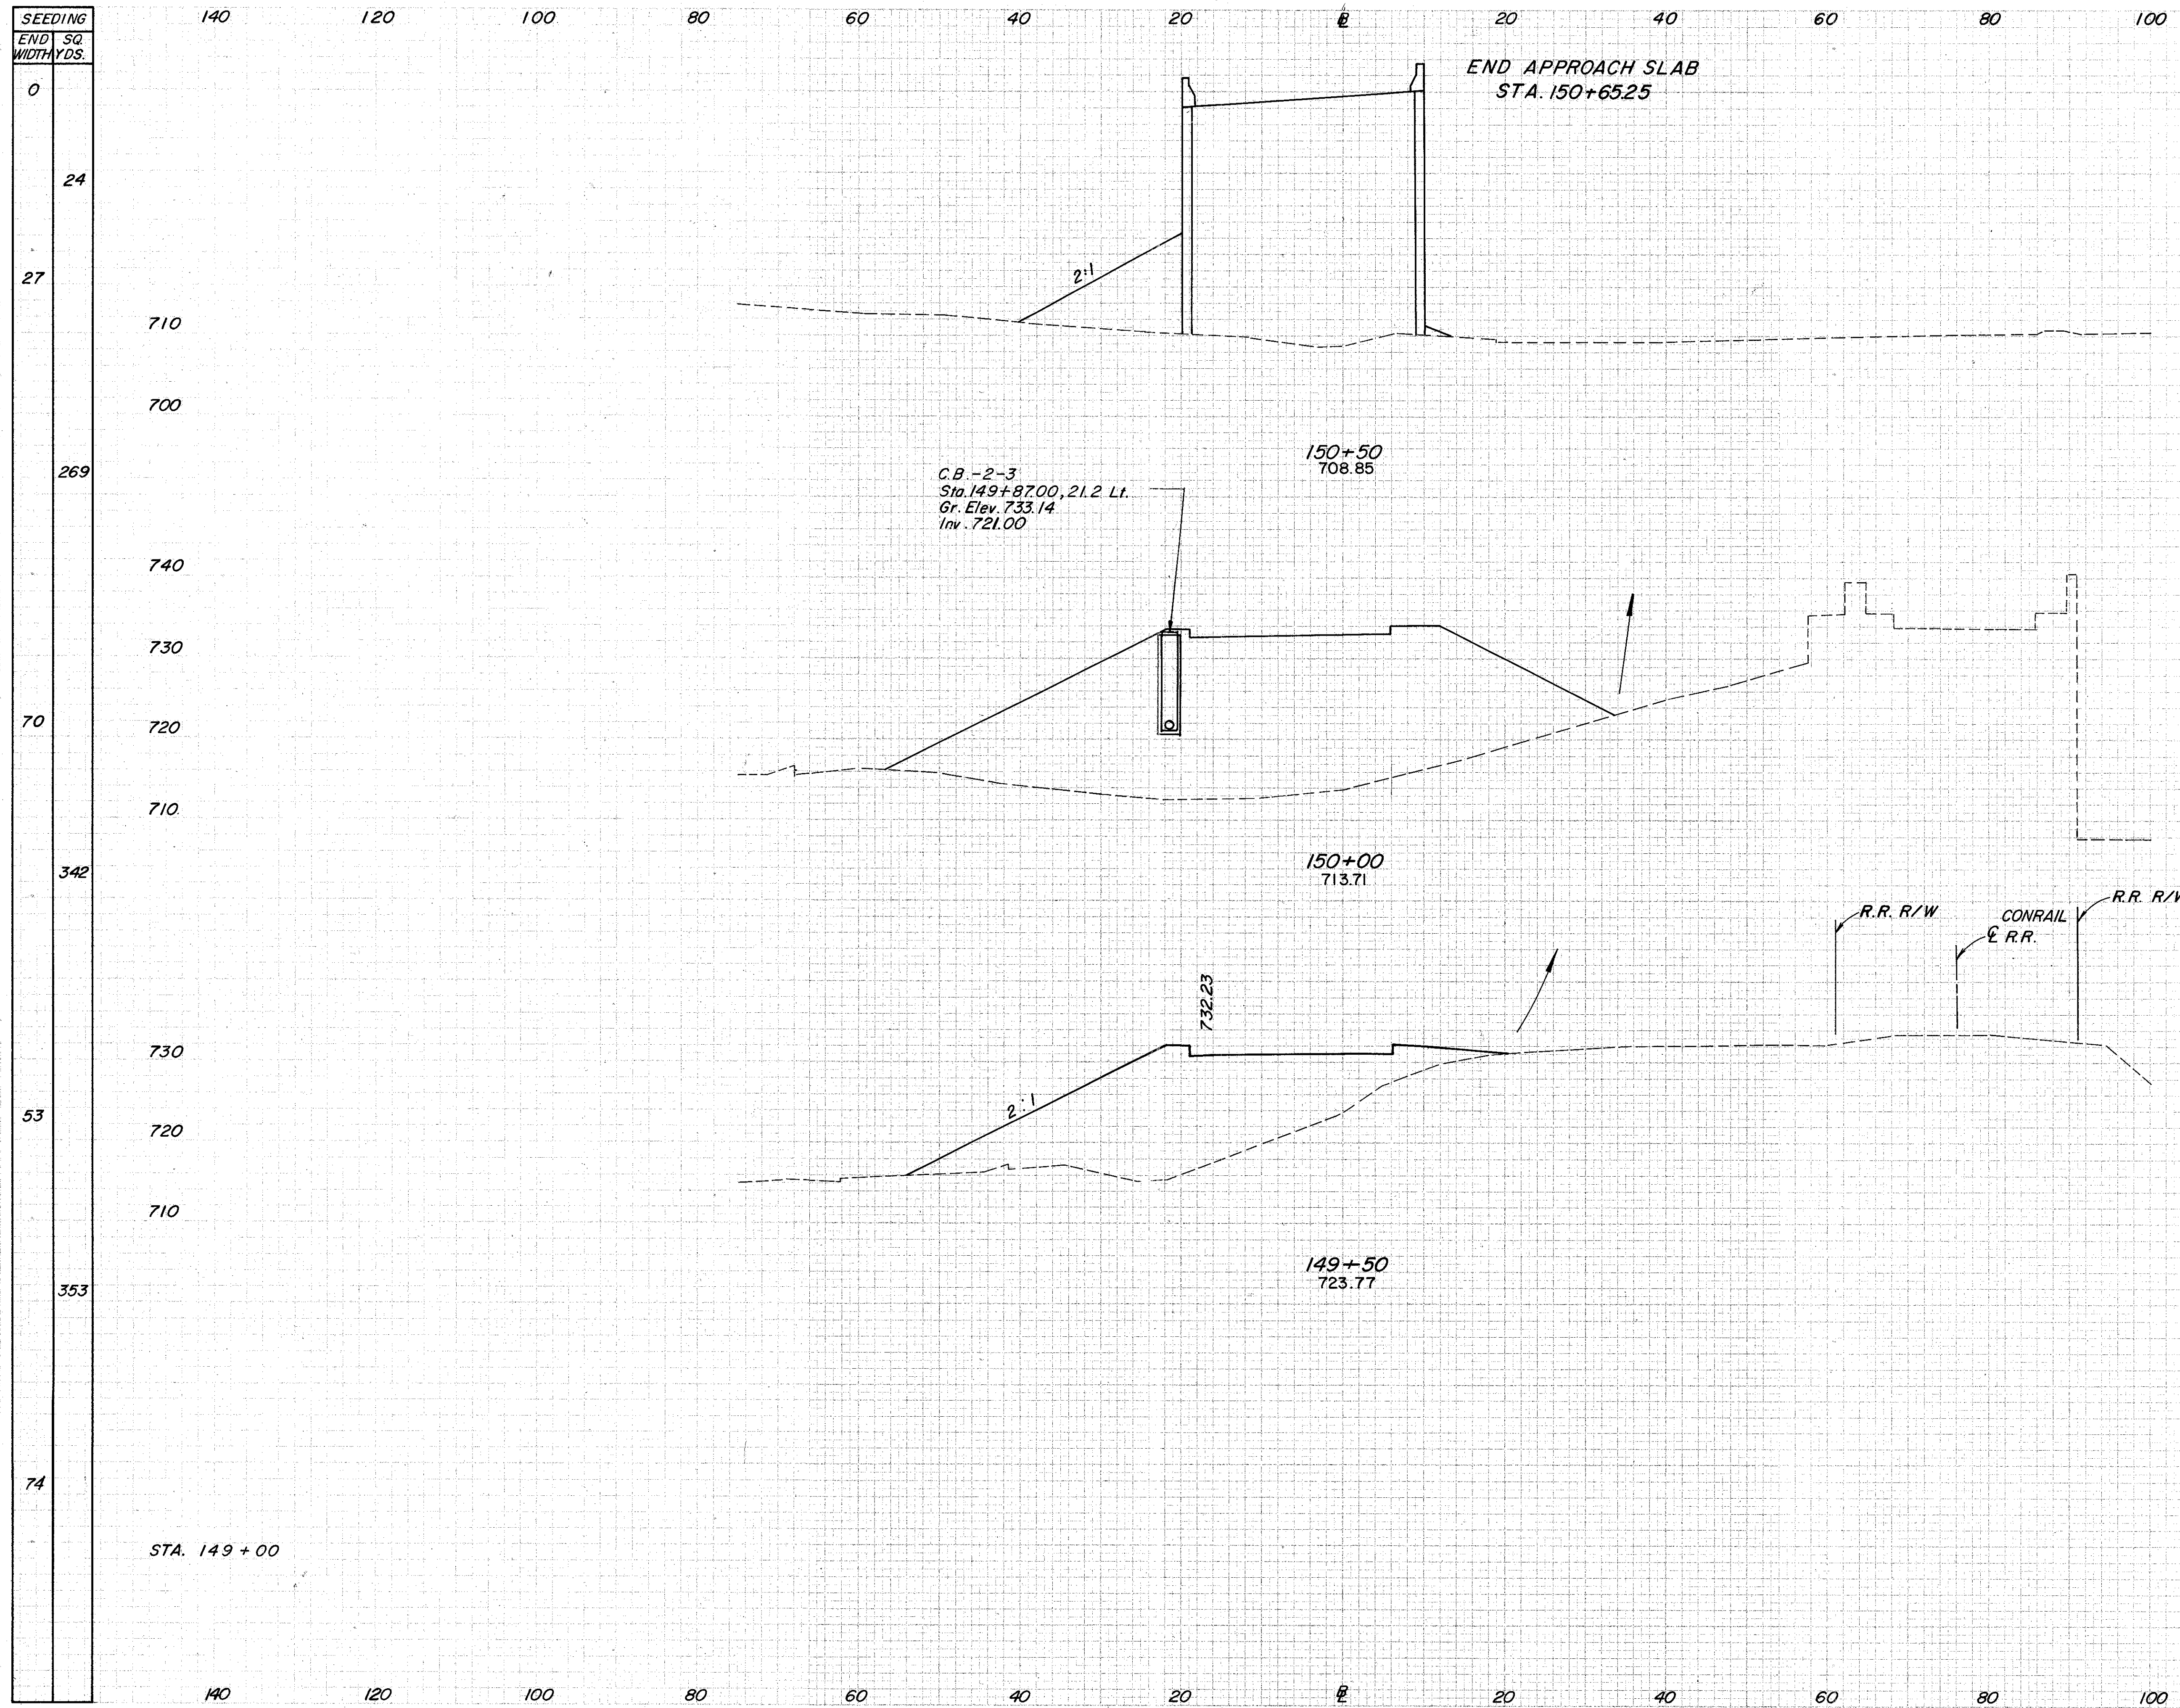 SEEDING
END WIDTH
SQ. YDS.
140 120 100 80 60 40 20 ℄ 20 40 60 80 100
END APPROACH SLAB
STA. 150+65.25
0
24
27
2:1
710
700
150+50
708.85
269
C.B.-2-3
Sta. 149+87.00, 21.2 Lt.
Gr. Elev. 733.14
Inv. 721.00
740
730
70
720
710
342
150+00
713.71
R.R. R/W
CONRAIL
℄ R.R.
R.R. R/W
732.23
730
53
2:1
720
710
353
149+50
723.77
74
STA. 149+00
140 120 100 80 60 40 20 ℄ 20 40 60 80 100